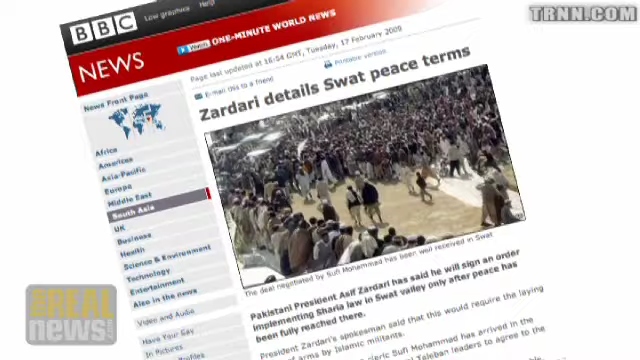 TRNN.COM
BBC
Low graphics Help
NEWS
Watch ONE-MINUTE WORLD NEWS
Page last updated at 16:54 GMT, Tuesday, 17 February 2009
E-mail this to a friend Printable version
News Front Page
Africa
Americas
Asia-Pacific
Europe
Middle East
South Asia
UK
Business
Health
Science & Environment
Technology
Entertainment
Also in the news
Video and Audio
Have Your Say
In Pictures
Zardari details Swat peace terms
The deal negotiated by Sufi Mohammad has been well received in Swat
Pakistani President Asif Zardari has said he will sign an order
implementing Sharia law in Swat valley only after peace has
been fully reached there.
President Zardari's spokesman said that this would require the laying
of arms by Islamic militants.
cleric Sufi Mohammad has arrived in the
Taleban leaders to agree to the
THE REAL
news